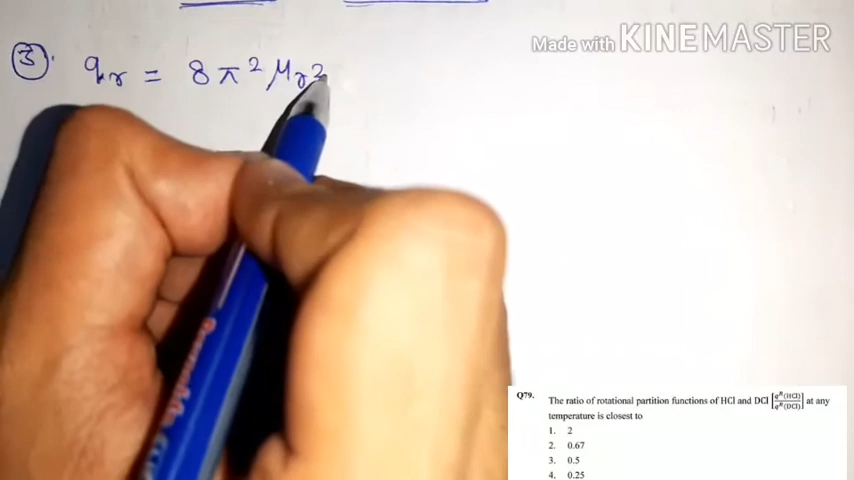 Made with KINEMASTER
③. qᵣ = 8π²μr²
Q79. The ratio of rotational partition functions of HCl and DCl [qᴿ(HCl)/qᴿ(DCl)] at any
temperature is closest to
1. 2
2. 0.67
3. 0.5
4. 0.25